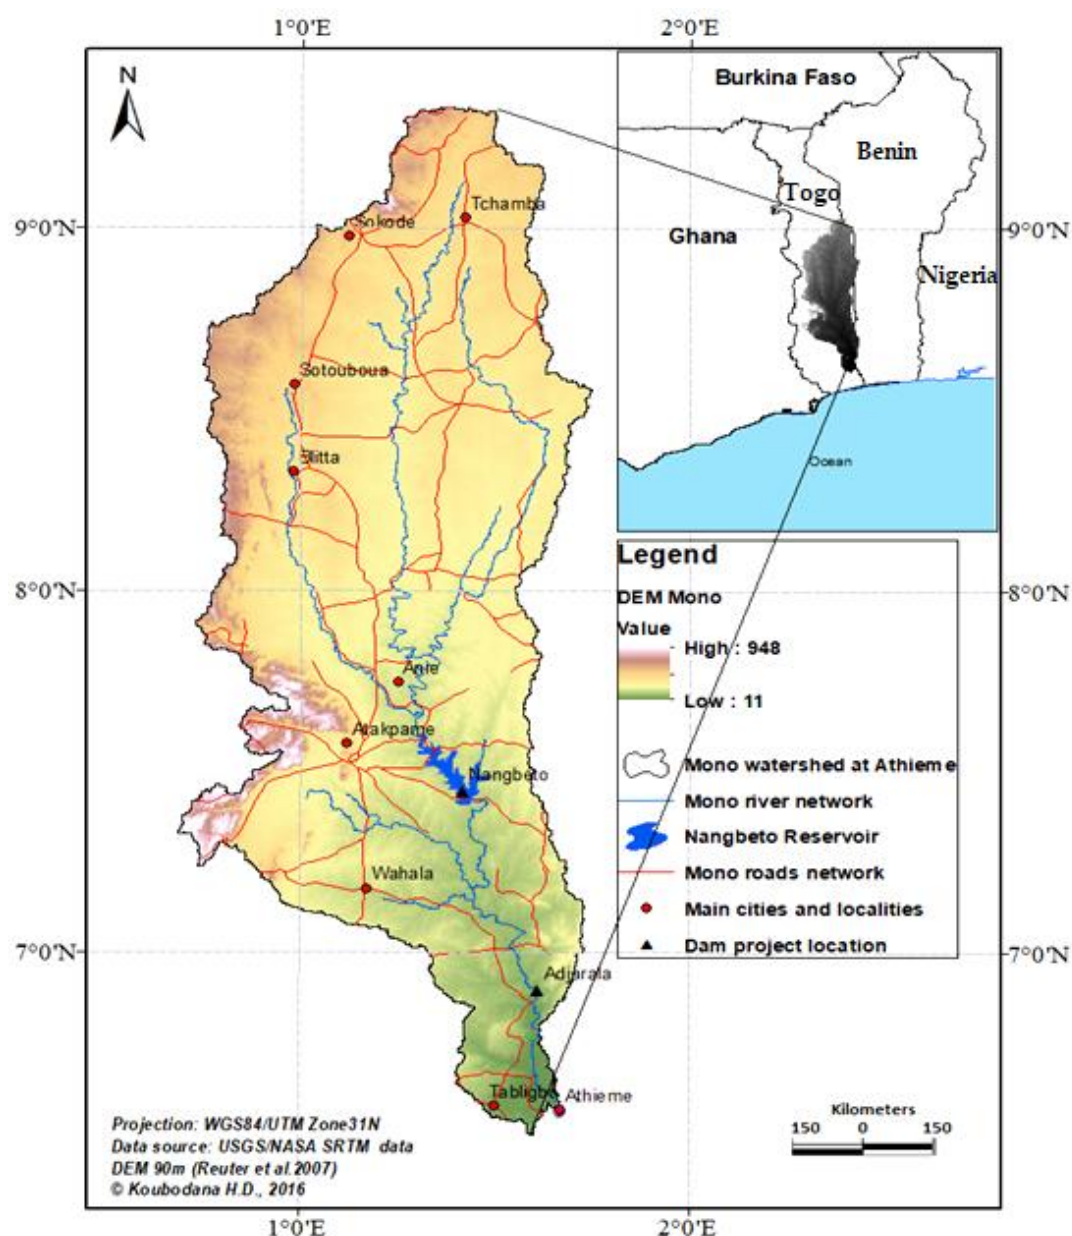 1°0'E
2°0'E
N
Burkina Faso
Benin
Togo
Ghana
Nigeria
Ocean
9°0'N
9°0'N
Tchamba
Sokode
Sotouboua
Blitta
8°0'N
8°0'N
Anie
Atakpame
Nangbeto
Wahala
7°0'N
7°0'N
Adjarala
Tabligbo
Athieme
Legend
DEM Mono
Value
High : 948
Low : 11
Mono watershed at Athieme
Mono river network
Nangbeto Reservoir
Mono roads network
Main cities and localities
Dam project location
Projection: WGS84/UTM Zone31N
Data source: USGS/NASA SRTM data
DEM 90m (Reuter et al.2007)
© Koubodana H.D., 2016
Kilometers
150 0 150
1°0'E
2°0'E